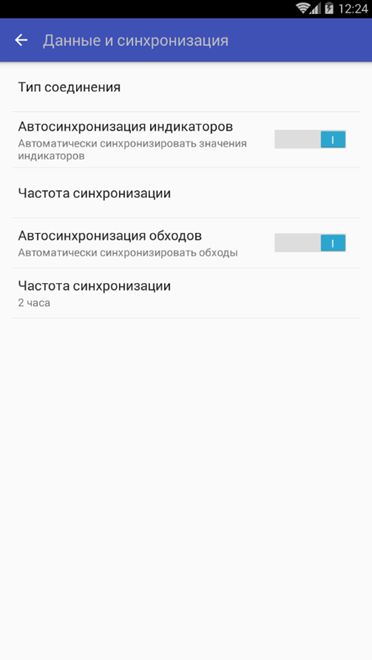 12:24
Данные и синхронизация
Тип соединения
Автосинхронизация индикаторов
Автоматически синхронизировать значения
индикаторов
Частота синхронизации
Автосинхронизация обходов
Автоматически синхронизировать обходы
Частота синхронизации
2 часа